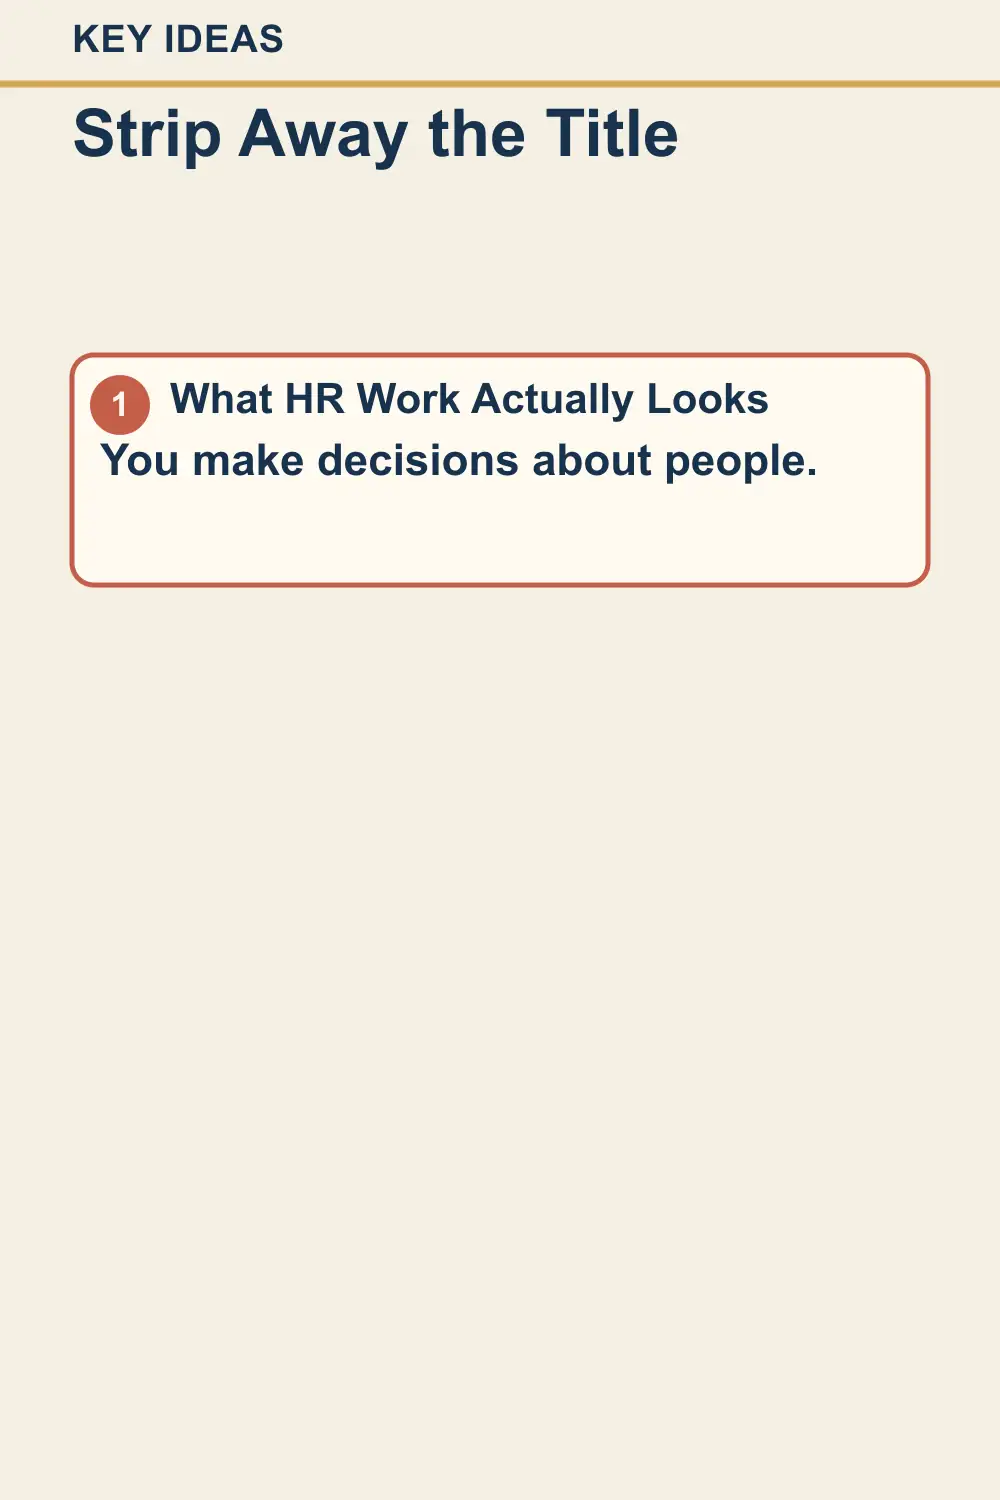 KEY IDEAS
Strip Away the Title
1 What HR Work Actually Looks
You make decisions about people.